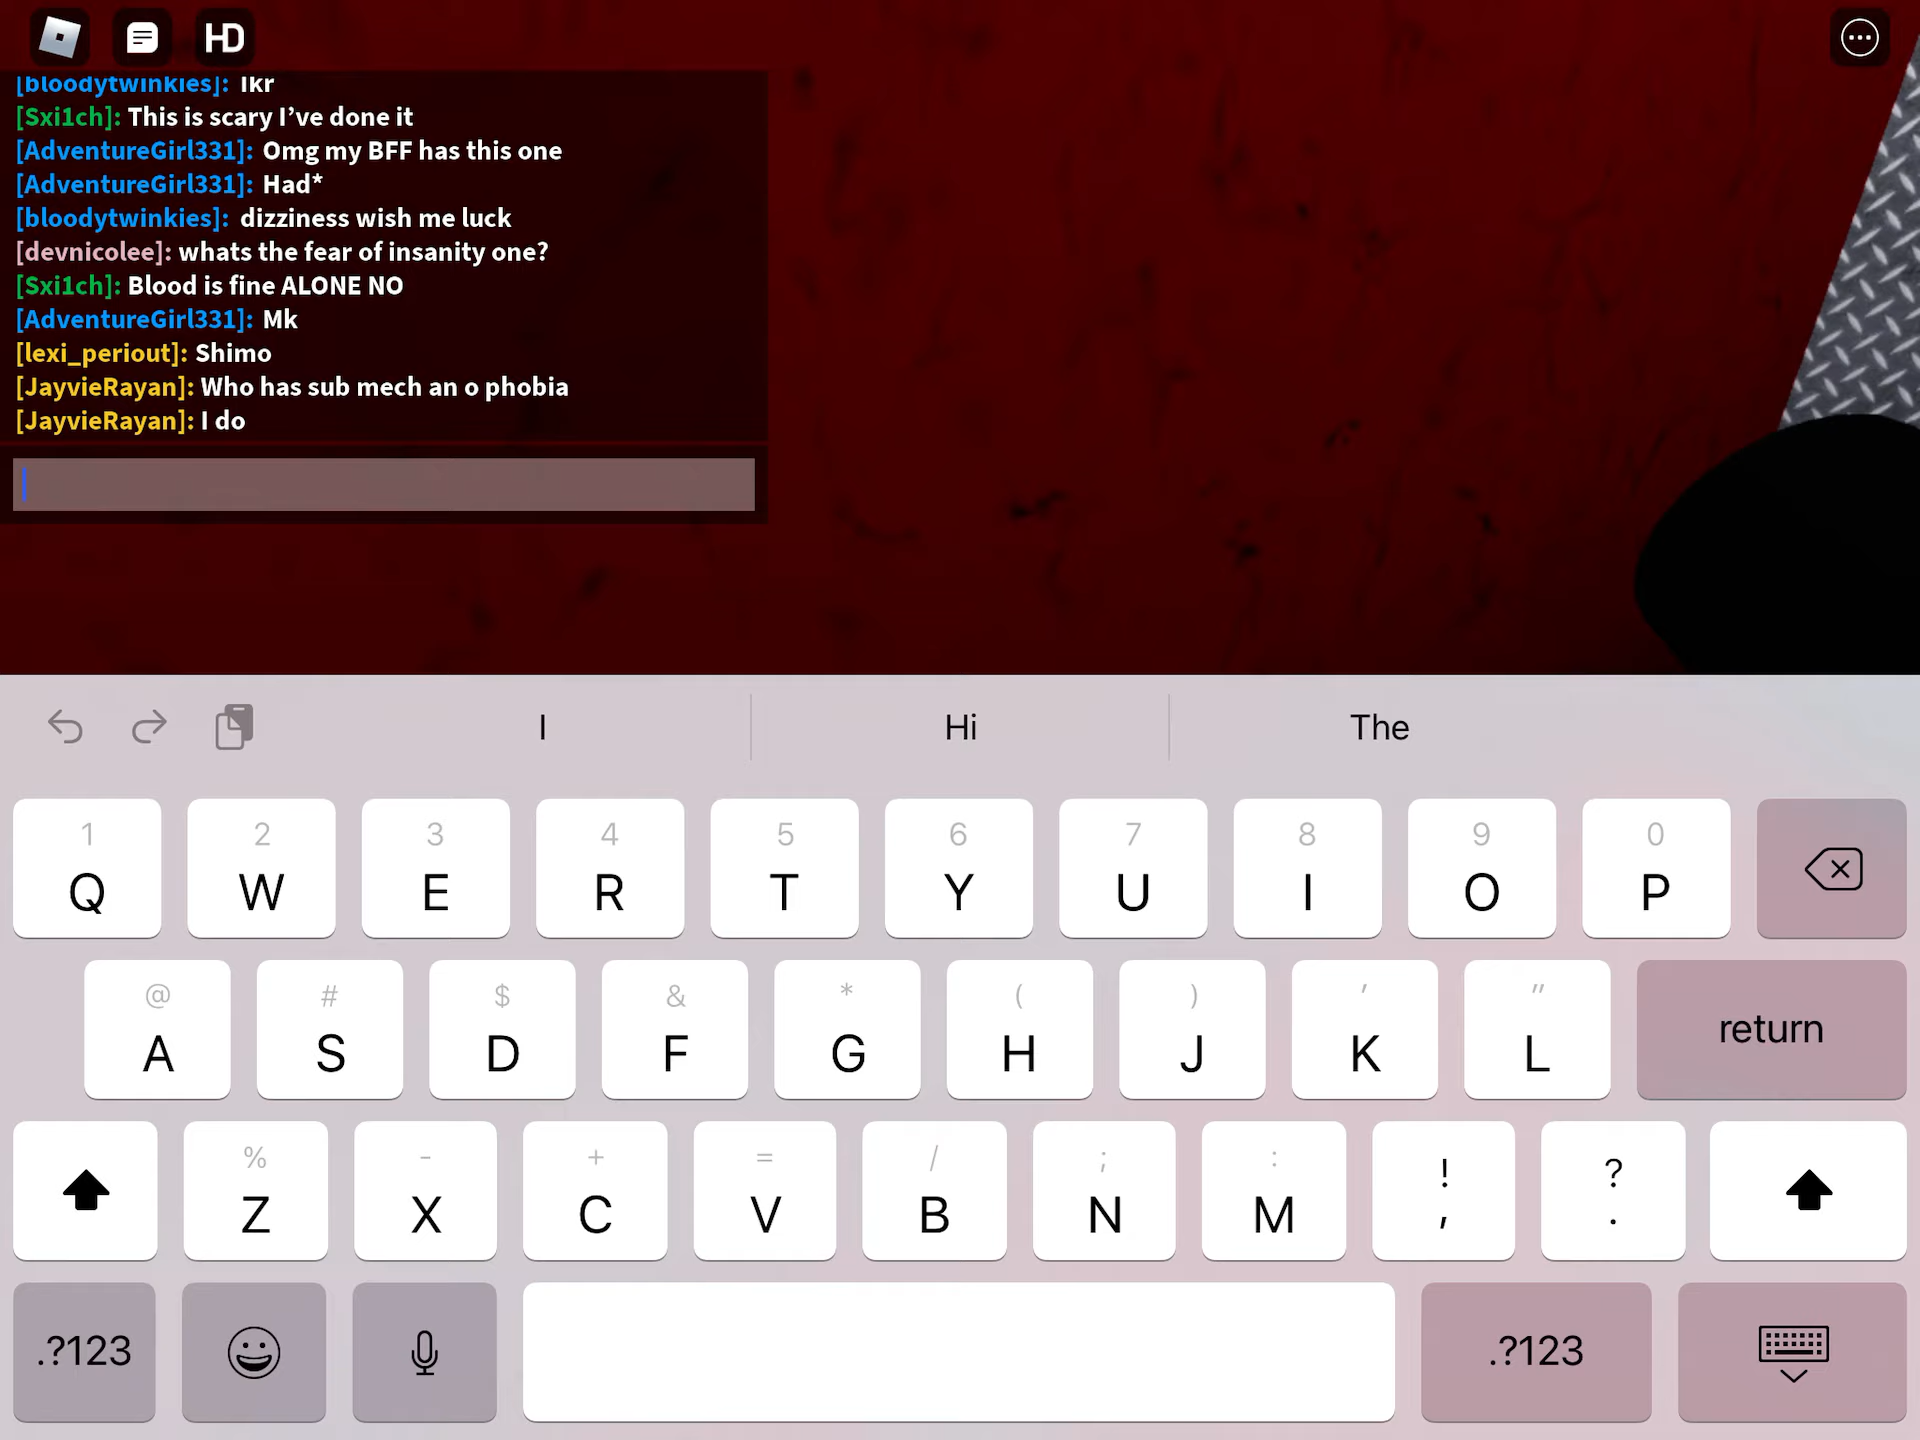 HD
[bloodytwinkies]: Ikr
[Sxi1ch]: This is scary I’ve done it
[AdventureGirl331]: Omg my BFF has this one
[AdventureGirl331]: Had*
[bloodytwinkies]: dizziness wish me luck
[devnicolee]: whats the fear of insanity one?
[Sxi1ch]: Blood is fine ALONE NO
[AdventureGirl331]: Mk
[lexi_periout]: Shimo
[JayvieRayan]: Who has sub mech an o phobia
[JayvieRayan]: I do
I Hi The
1 2 3 4 5 6 7 8 9 0
Q W E R T Y U I O P
@ # $ & * ( ) ' "
A S D F G H J K L return
% - + = / ; : ! ?
Z X C V B N M , .
.?123 .?123